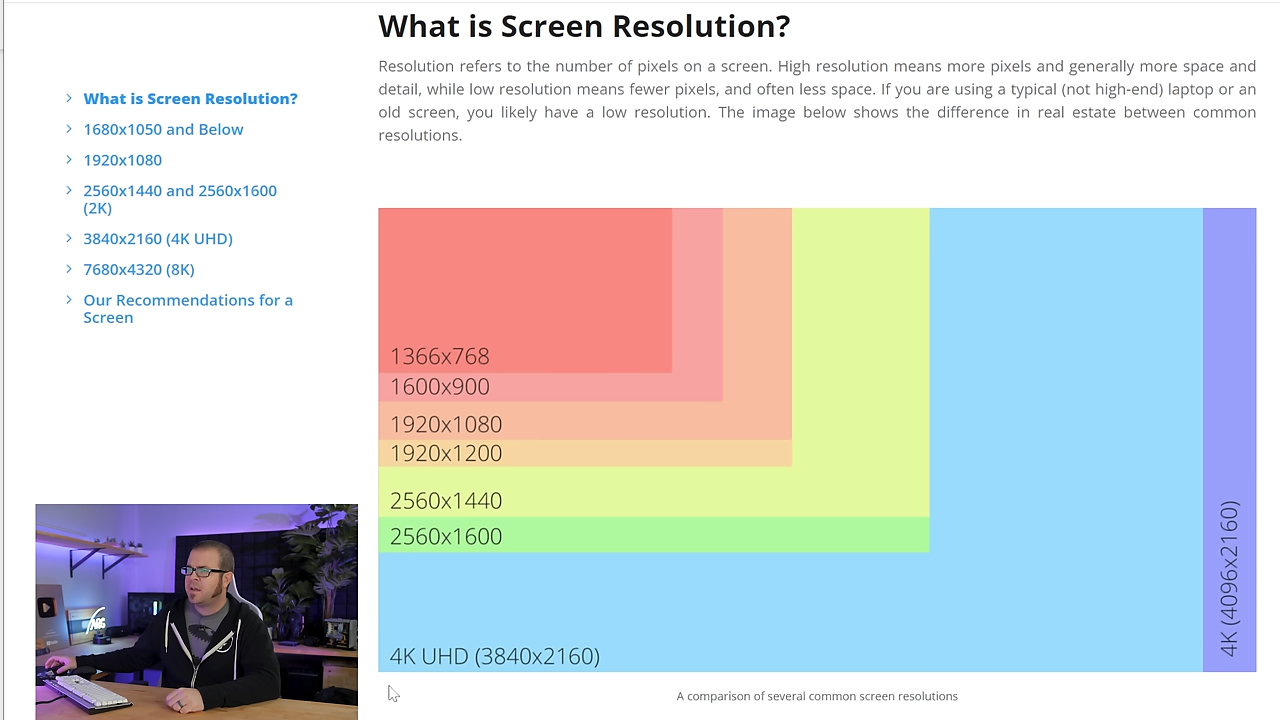 What is Screen Resolution?
Resolution refers to the number of pixels on a screen. High resolution means more pixels and generally more space and
detail, while low resolution means fewer pixels, and often less space. If you are using a typical (not high-end) laptop or an
old screen, you likely have a low resolution. The image below shows the difference in real estate between common
resolutions.
What is Screen Resolution?
1680x1050 and Below
1920x1080
2560x1440 and 2560x1600
(2K)
3840x2160 (4K UHD)
7680x4320 (8K)
Our Recommendations for a
Screen
1366x768
1600x900
1920x1080
1920x1200
2560x1440
2560x1600
4K UHD (3840x2160)
4K (4096x2160)
A comparison of several common screen resolutions